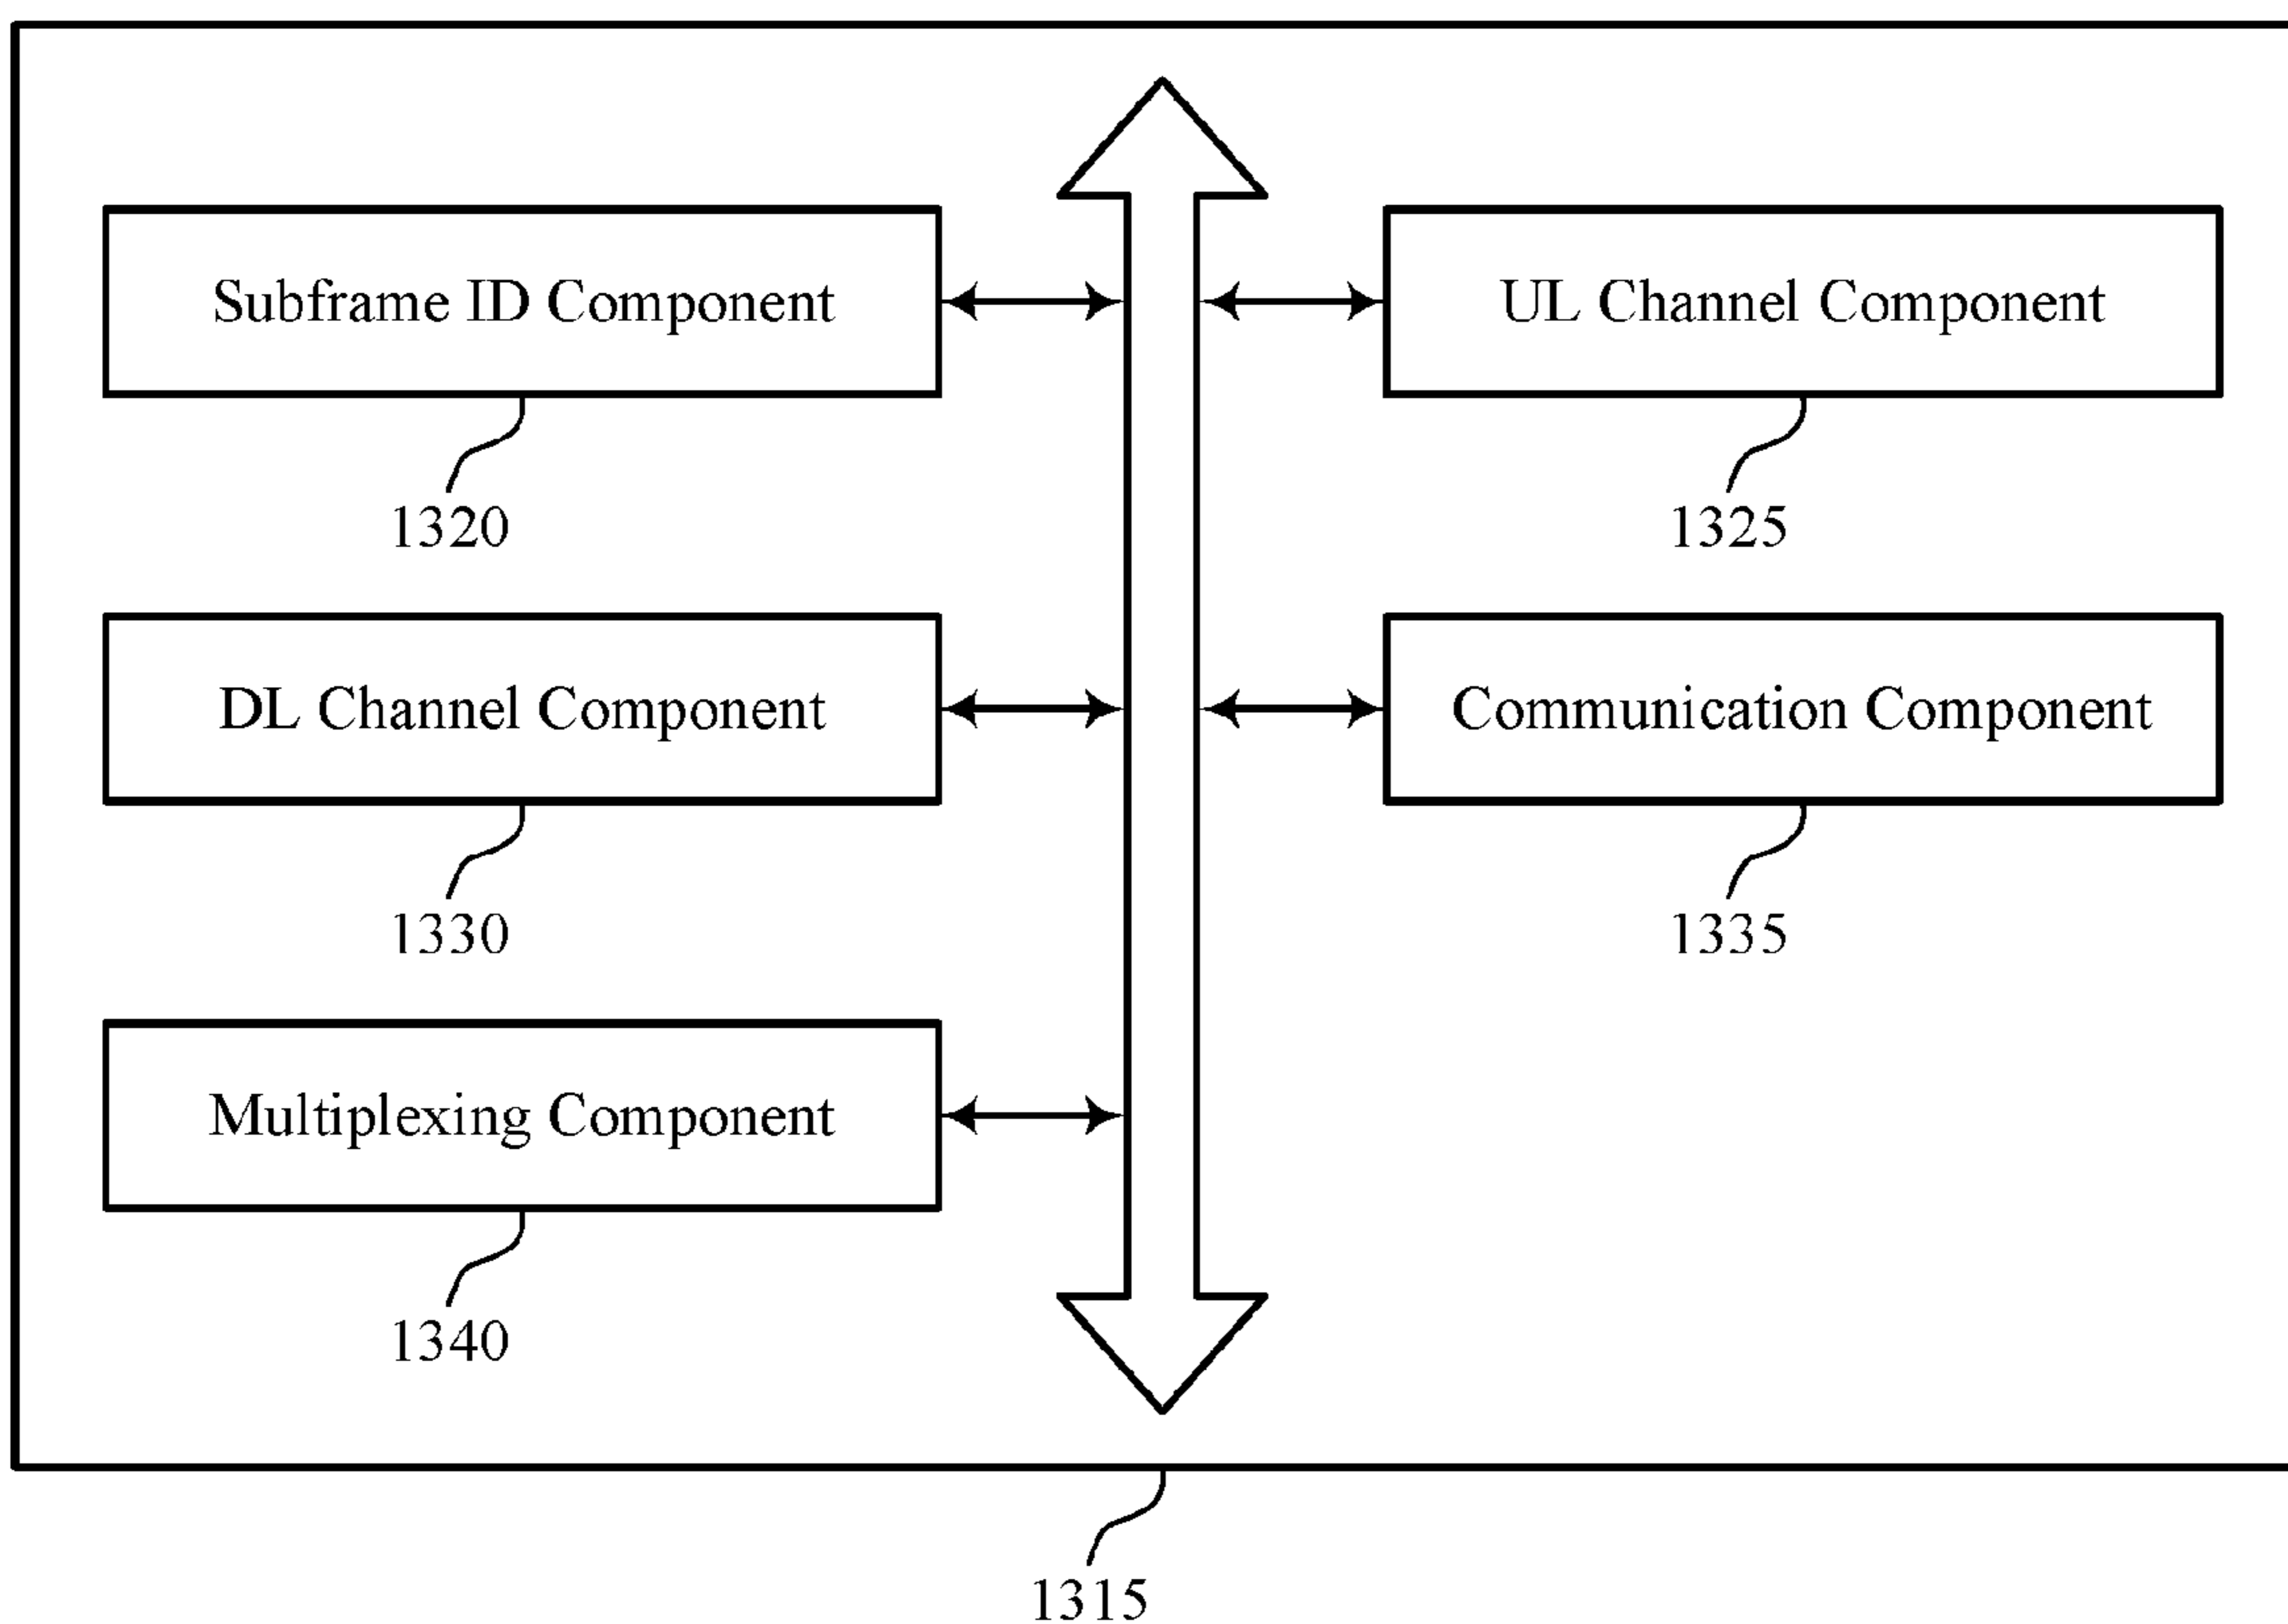 Subframe ID Component
UL Channel Component
1320
1325
DL Channel Component
Communication Component
1330
1335
Multiplexing Component
1340
1315